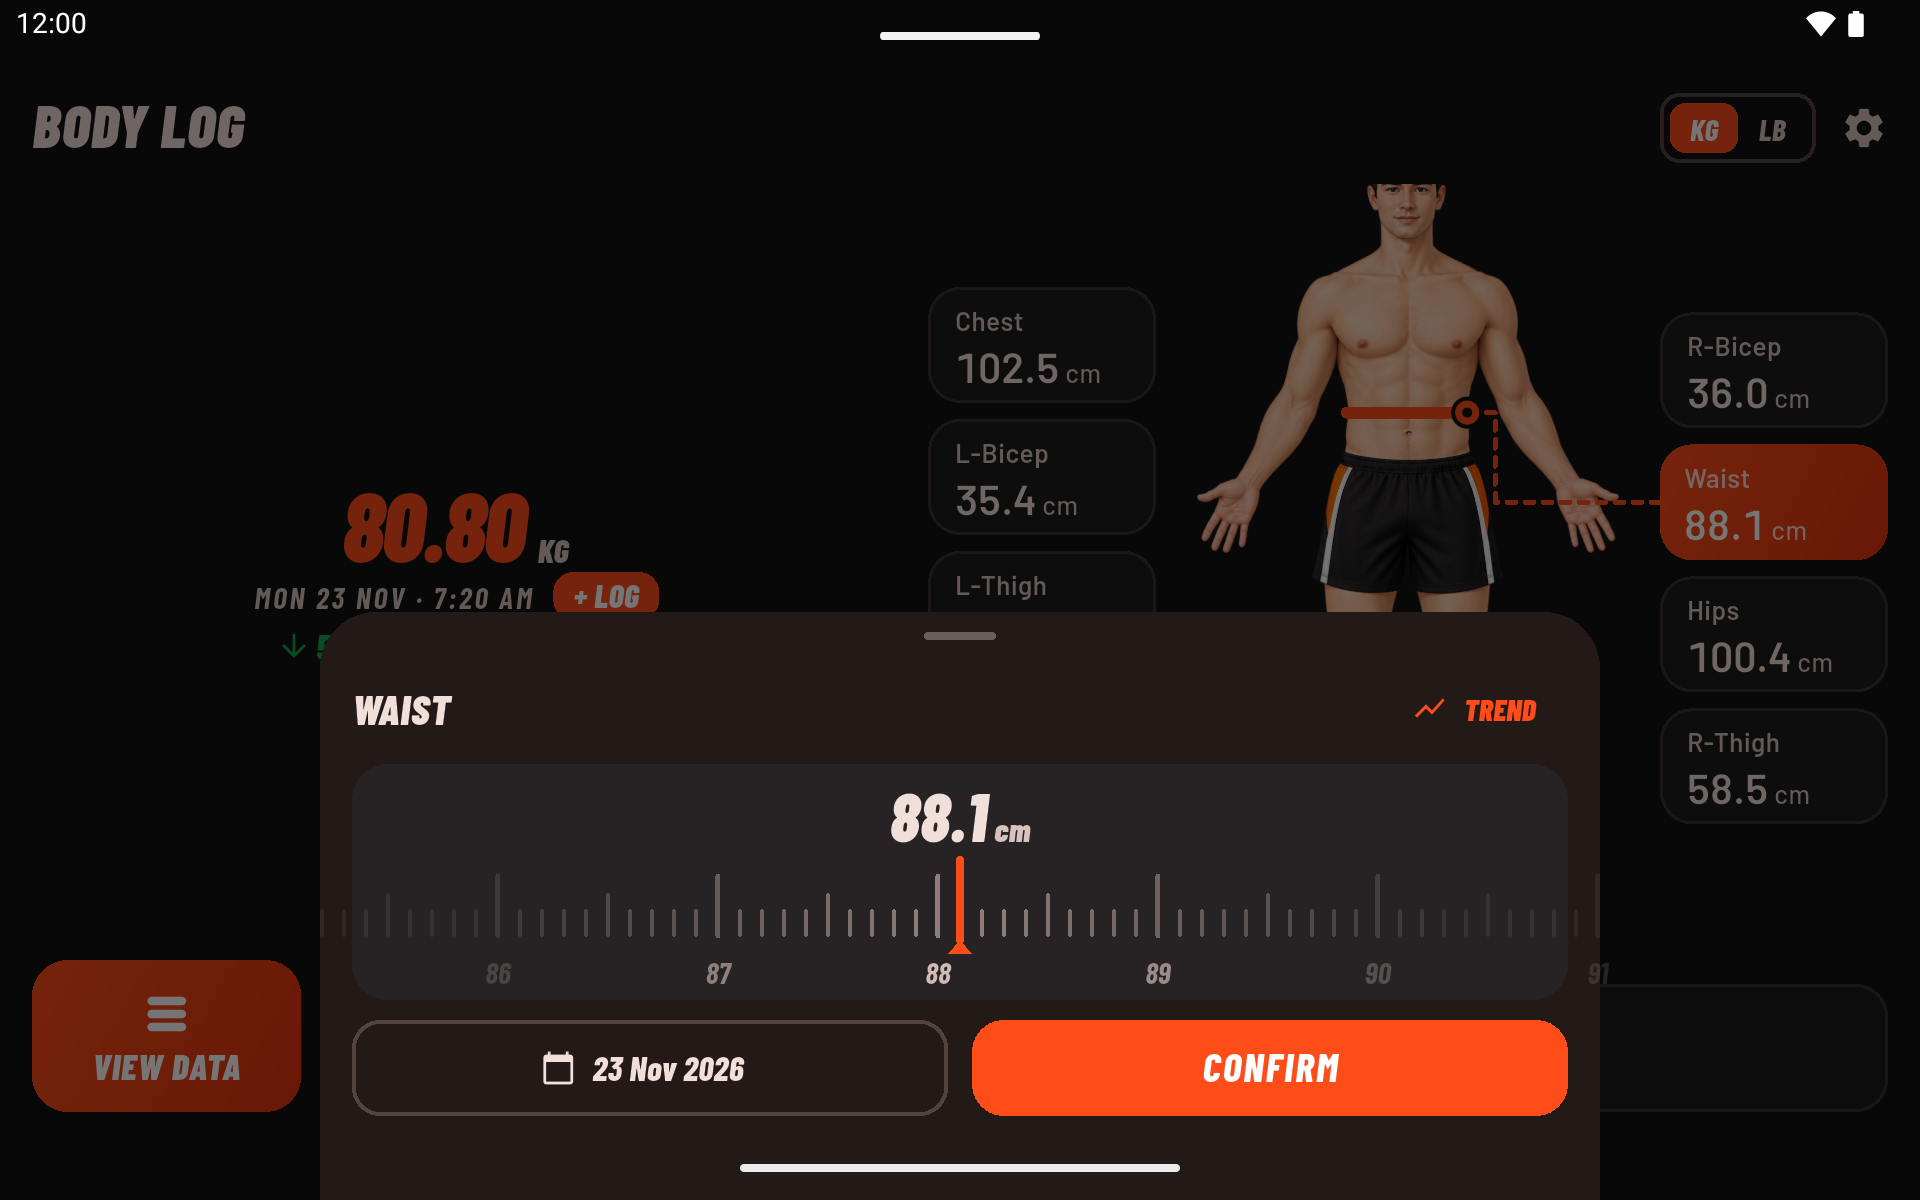 12:00
BODY LOG
KG LB
Chest
102.5 cm
L-Bicep
35.4 cm
L-Thigh
R-Bicep
36.0 cm
Waist
88.1 cm
Hips
100.4 cm
R-Thigh
58.5 cm
80.80 KG
MON 23 NOV · 7:20 AM + LOG
WAIST
TREND
88.1 cm
86 87 88 89 90 91
23 Nov 2026
CONFIRM
VIEW DATA